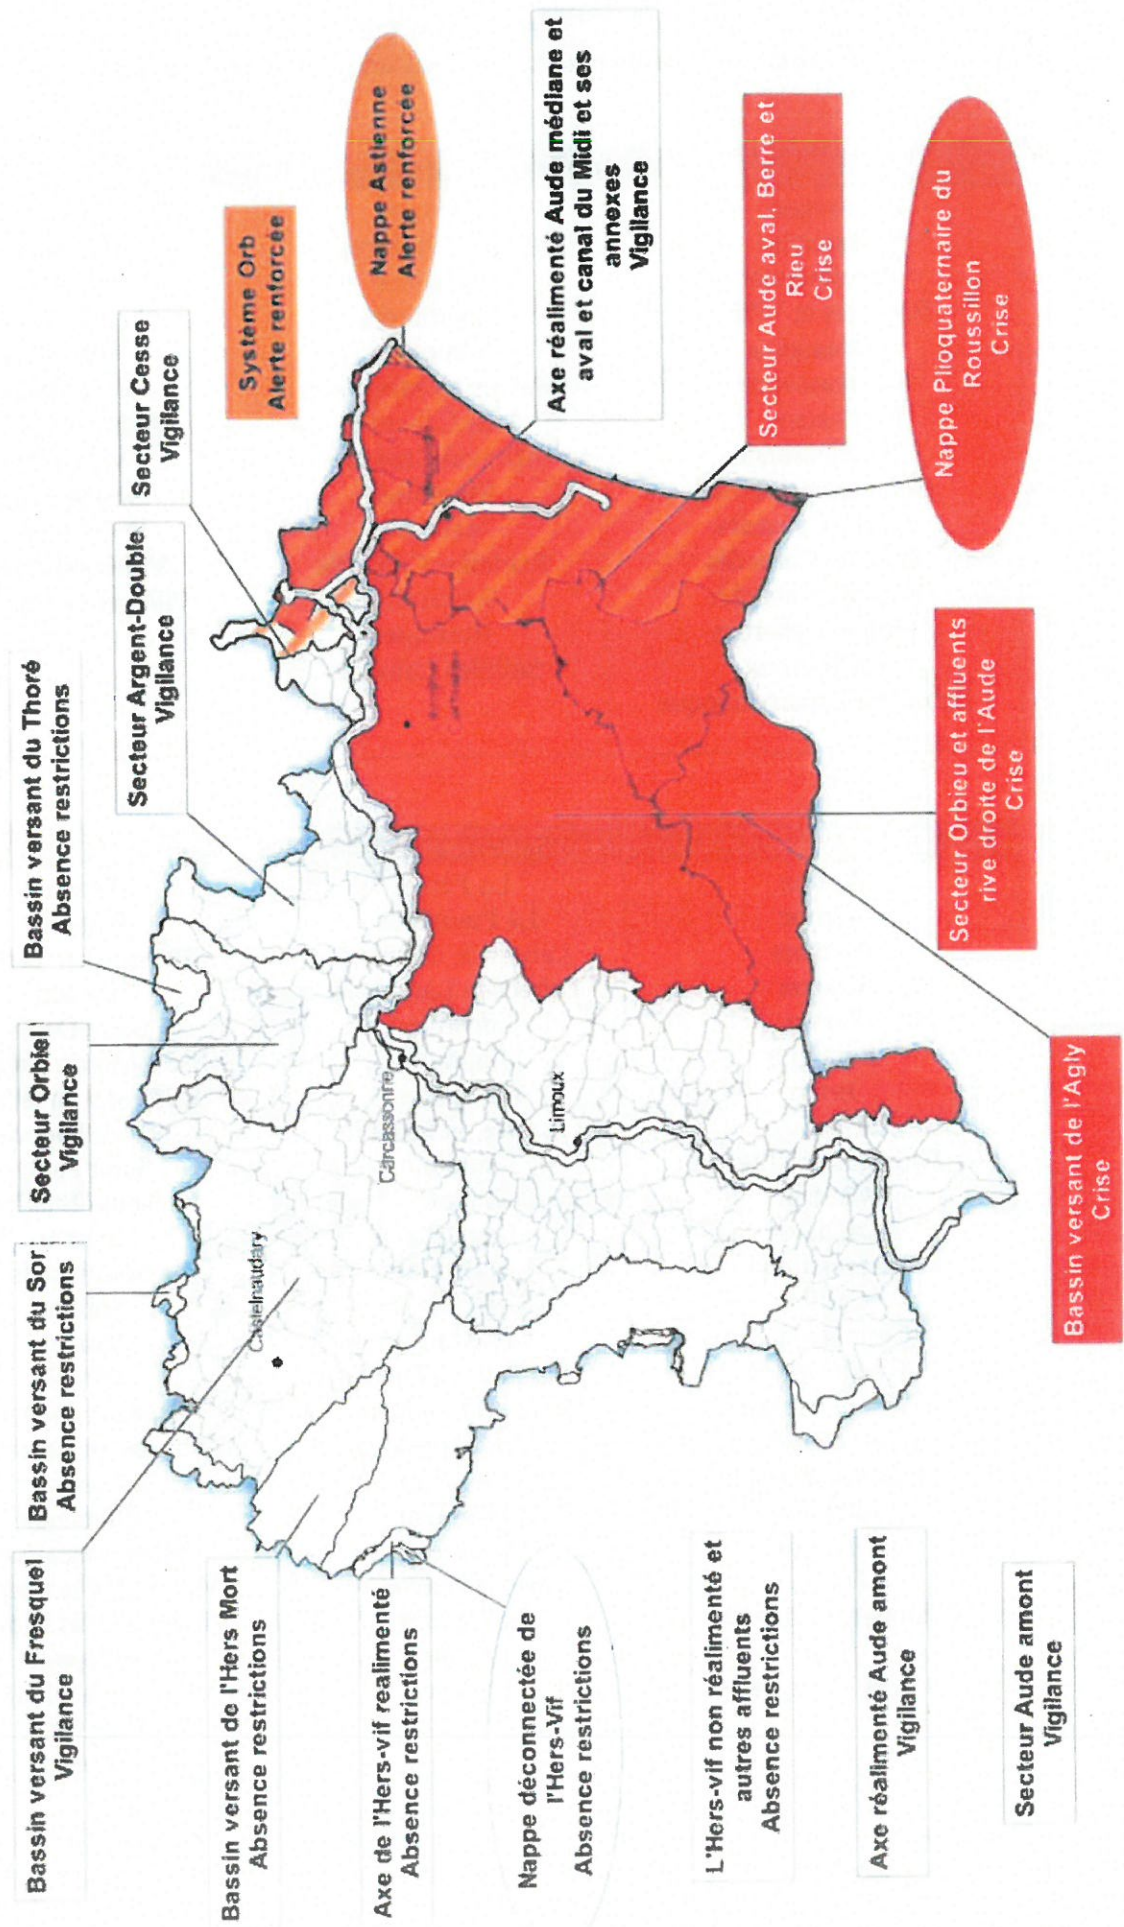 Bassin versant du Fresquel
Vigilance
Bassin versant du Sor
Absence restrictions
Secteur Orbiel
Vigilance
Bassin versant du Thoré
Absence restrictions
Secteur Argent-Double
Vigilance
Secteur Cesse
Vigilance
Système Orb
Alerte renforcée
Nappe Astienne
Alerte renforcée
Axe réalimenté Aude médiane et
aval et canal du Midi et ses
annexes
Vigilance
Secteur Aude aval, Berre et
Rieu
Crise
Nappe Plioquaternaire du
Roussillon
Crise
Secteur Orbieu et affluents
rive droite de l'Aude
Crise
Bassin versant de l'Agly
Crise
Bassin versant de l'Hers Mort
Absence restrictions
Axe de l'Hers-vif realimenté
Absence restrictions
Nappe déconnectée de
l'Hers-Vif
Absence restrictions
L'Hers-vif non réalimenté et
autres affluents
Absence restrictions
Axe réalimenté Aude amont
Vigilance
Secteur Aude amont
Vigilance
Castelnaudary
Carcassonne
Limoux